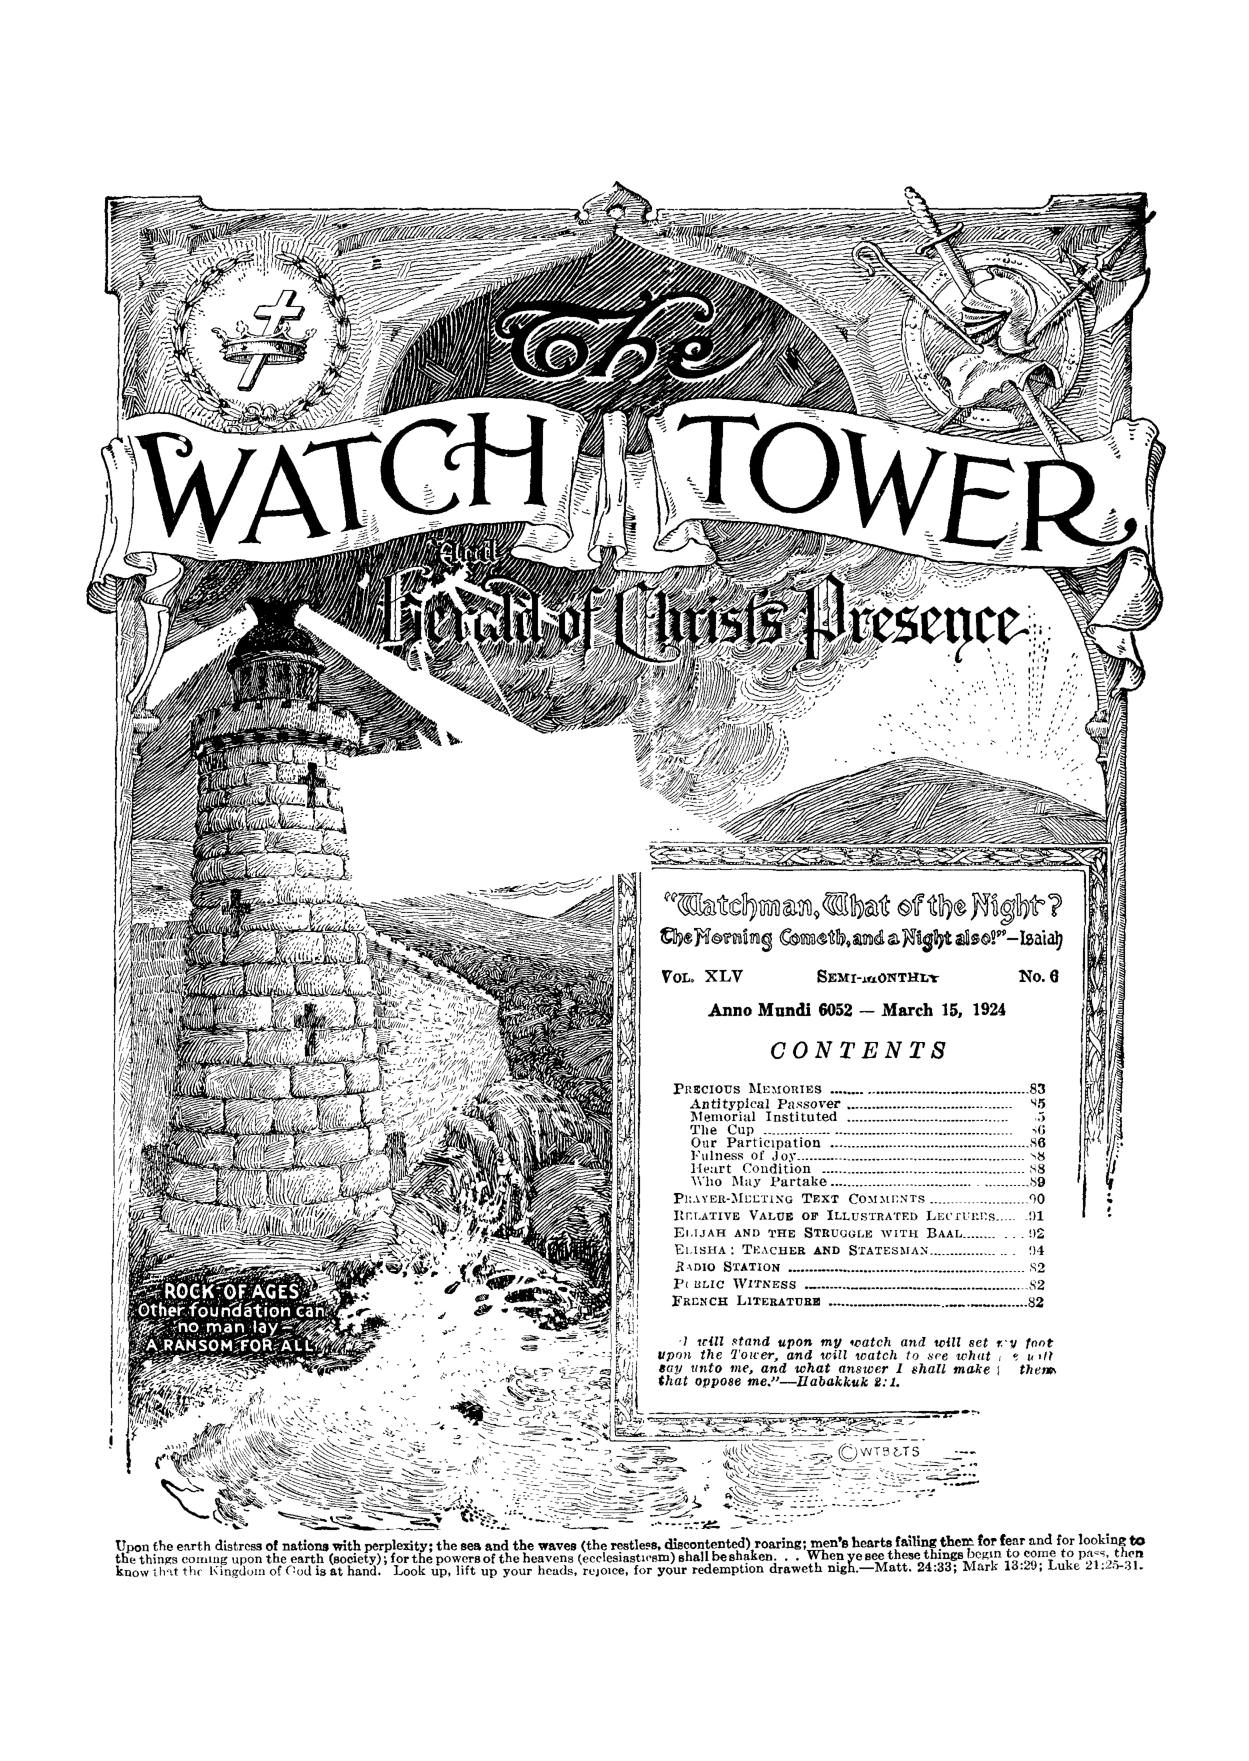 The
WATCH TOWER
And
Herald of Christ's Presence
"Watchman, What of the Night?
The Morning Cometh, and a Night also!"—Isaiah
VOL. XLV SEMI-MONTHLY No. 6
Anno Mundi 6052 — March 15, 1924
CONTENTS
PRECIOUS MEMORIES 83
Antitypical Passover 85
Memorial Instituted
The Cup
Our Participation 86
Fulness of Joy 88
Heart Condition 88
Who May Partake 89
PRAYER-MEETING TEXT COMMENTS 90
RELATIVE VALUE OF ILLUSTRATED LECTURES 91
ELIJAH AND THE STRUGGLE WITH BAAL 92
ELISHA: TEACHER AND STATESMAN 94
RADIO STATION 82
PUBLIC WITNESS 82
FRENCH LITERATURE 82
I will stand upon my watch and will set my foot
upon the Tower, and will watch to see what will
say unto me, and what answer I shall make them
that oppose me."—Habakkuk 2:1.
ROCK OF AGES
Other foundation can
no man lay—
A RANSOM FOR ALL
© WTB&TS
Upon the earth distress of nations with perplexity; the sea and the waves (the restless, discontented) roaring; men's hearts failing them for fear and for looking to
the things coming upon the earth (society); for the powers of the heavens (ecclesiasticsm) shall be shaken. . . When ye see these things begin to come to pass, then
know that the Kingdom of God is at hand. Look up, lift up your heads, rejoice, for your redemption draweth nigh.—Matt. 24:33; Mark 13:29; Luke 21:25-31.